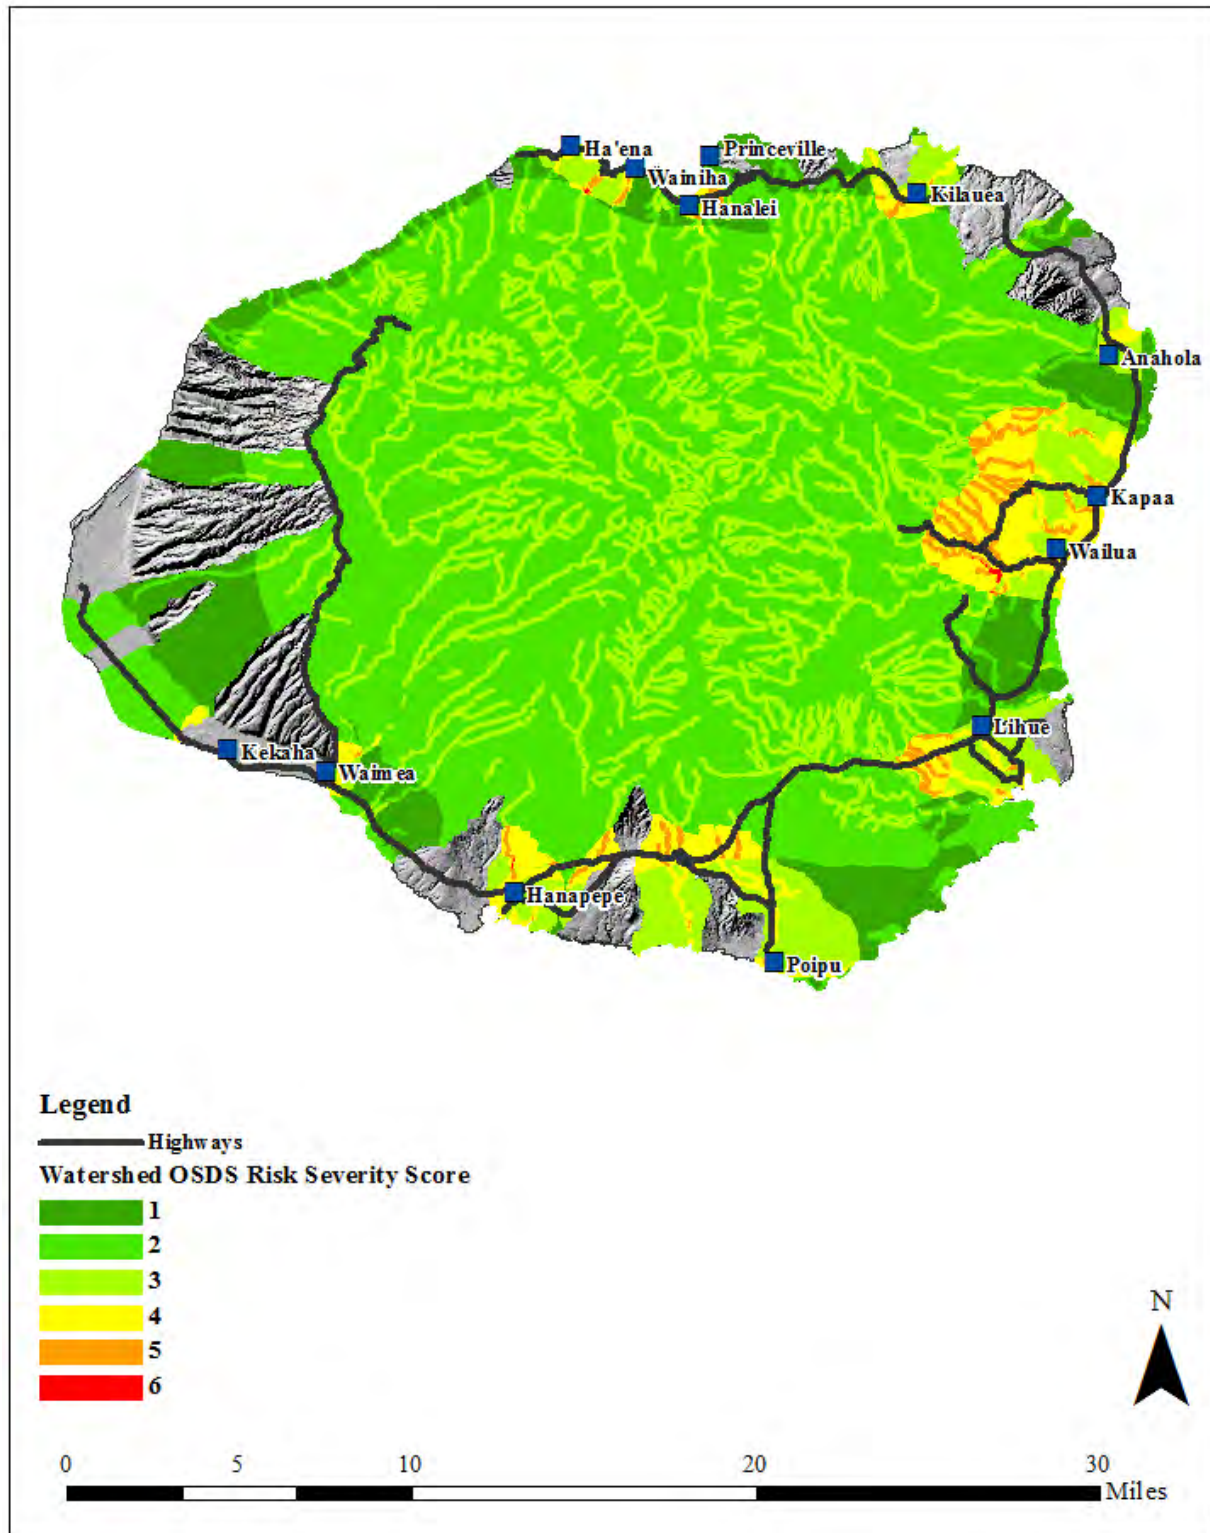 Ha'ena
Princeville
Wainiha
Kilauea
Hanalei
Anahola
Kapaa
Wailua
Lihue
Kekaha
Waimea
Hanapepe
Poipu
Legend
Highways
Watershed OSDS Risk Severity Score
1
2
3
4
5
6
N
0 5 10 20 30
Miles